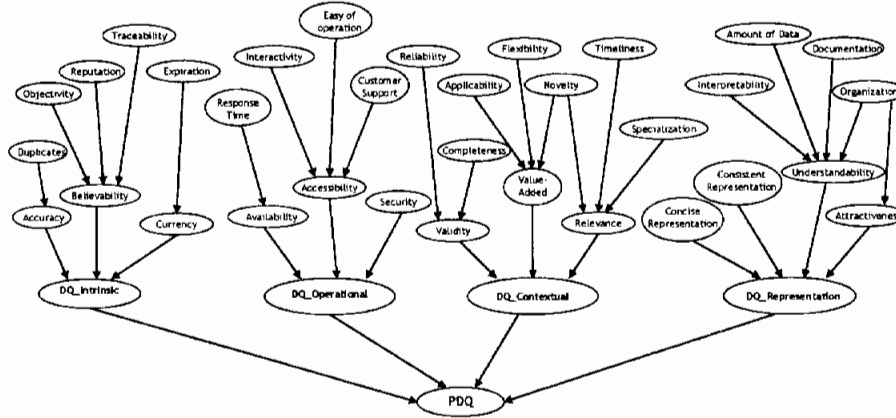 Easy of
operation
Traceability
Amount of Data
Documentation
Flexibility
Timeliness
Reputation
Expiration
Interactivity
Reliability
Customer
Support
Applicability
Novelty
Interpretability
Organization
Objectivity
Response
Time
Specialization
Duplicates
Completeness
Consistent
Representation
Understandability
Believability
Accessibility
Value-
Added
Accuracy
Currency
Availability
Security
Validity
Relevance
Concise
Representation
Attractiveness
DQ_Intrinsic
DQ_Operational
DQ_Contextual
DQ_Representation
PDQ